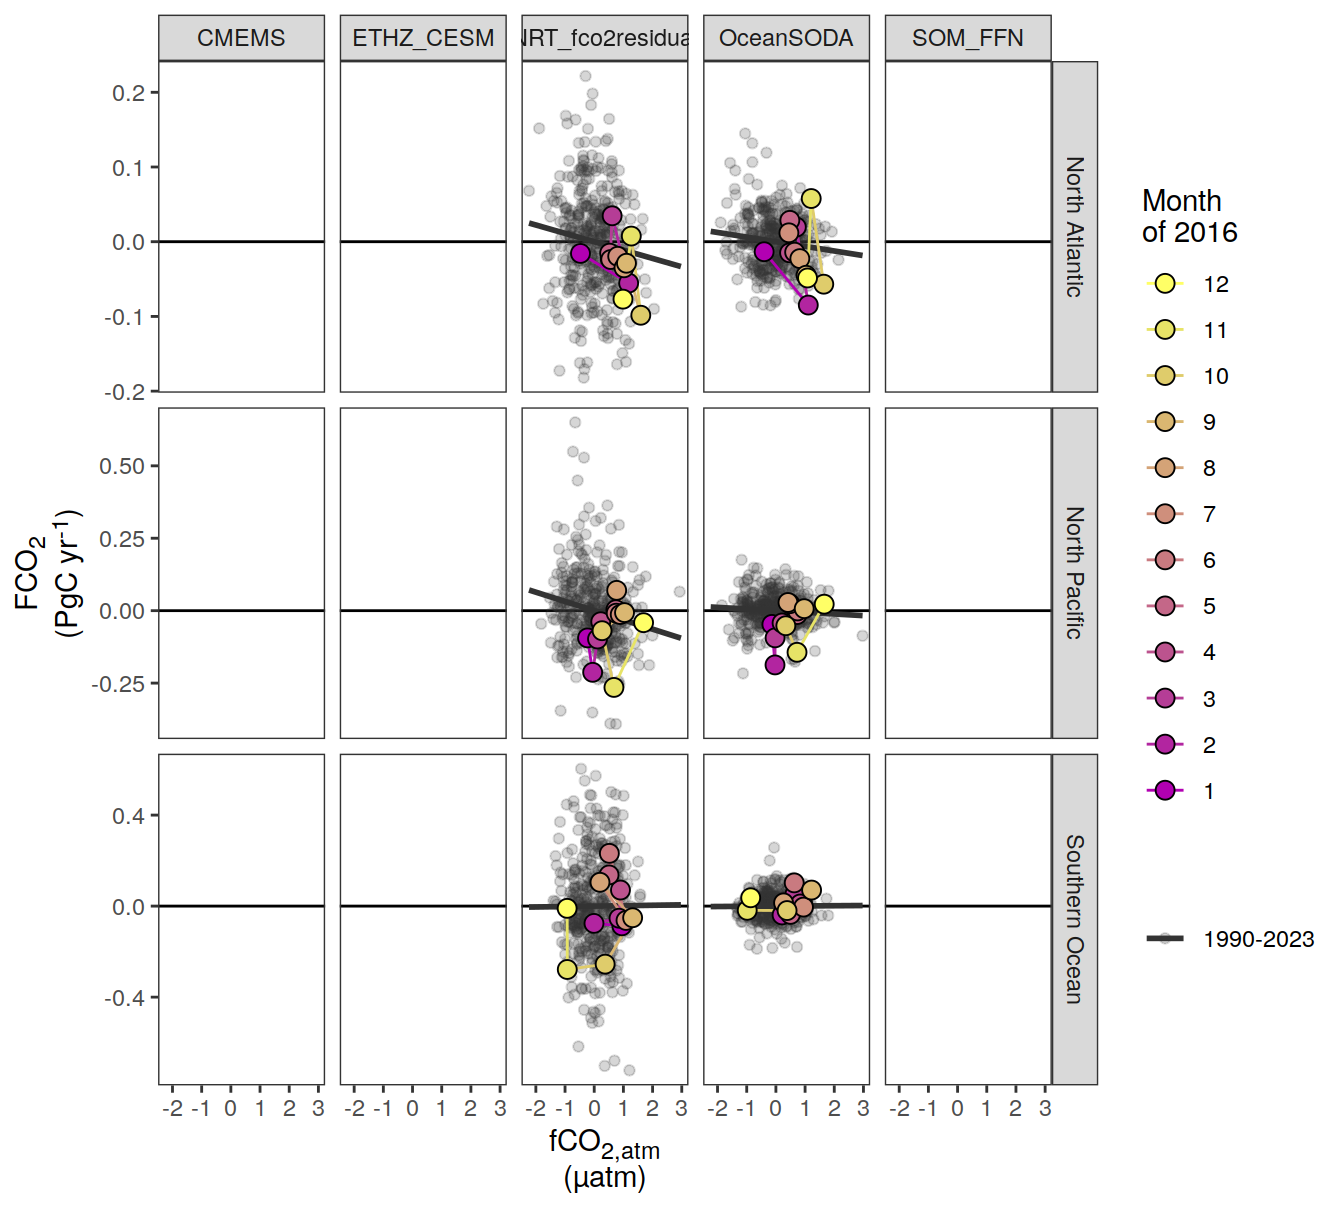 CMEMS ETHZ_CESM NRT_fco2residua OceanSODA SOM_FFN
0.2
0.1
0.0
-0.1
-0.2
North Atlantic
0.50
0.25
0.00
-0.25
North Pacific
0.4
0.0
-0.4
Southern Ocean
-2 -1 0 1 2 3 -2 -1 0 1 2 3 -2 -1 0 1 2 3 -2 -1 0 1 2 3 -2 -1 0 1 2 3
fCO2,atm
(µatm)
FCO2
(PgC yr-1)
Month
of 2016
12
11
10
9
8
7
6
5
4
3
2
1
1990-2023